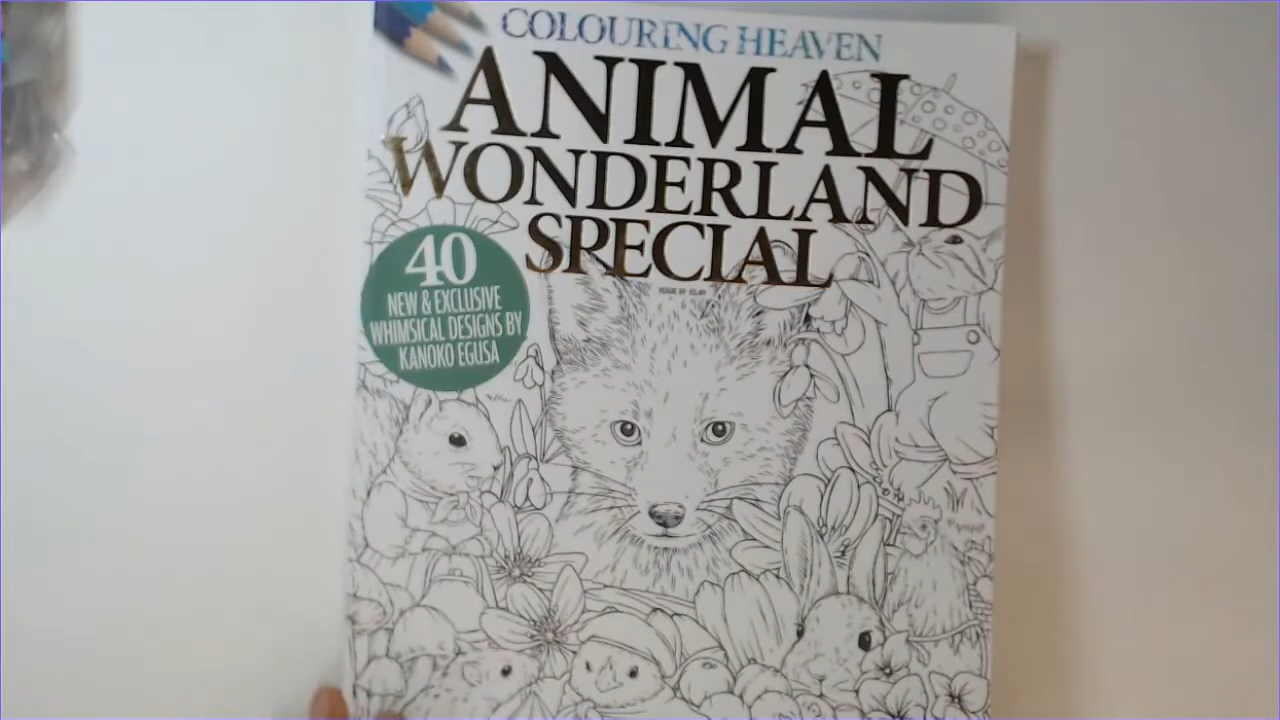 COLOURING HEAVEN
ANIMAL
WONDERLAND
SPECIAL
40
NEW & EXCLUSIVE
WHIMSICAL DESIGNS BY
KANOKO EGUSA